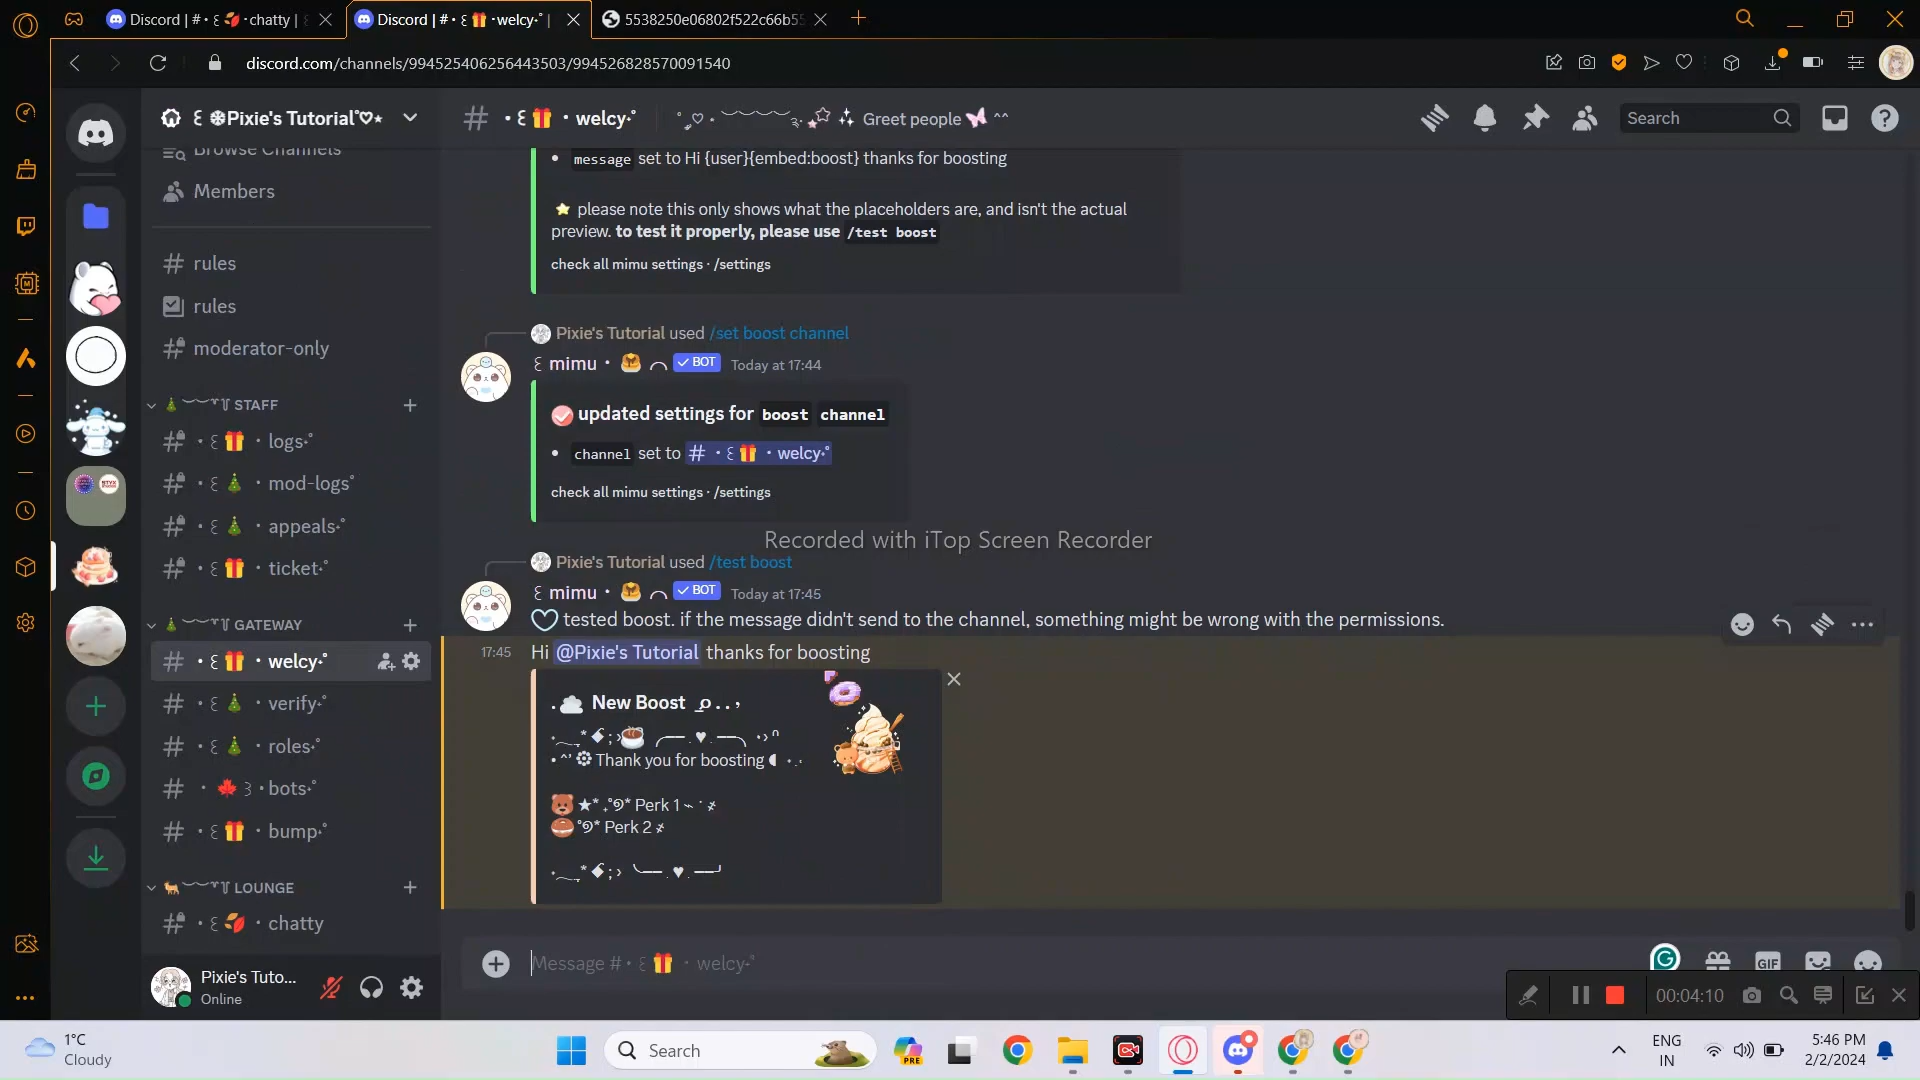 Discord | #・꒰🍂・chatty |
Discord | #・꒰🎁・welcy・˚ |
5538250e06802f522c66b5
discord.com/channels/994525406256443503/994526828570091540
꒰ ❆Pixie's Tutorial˚♡⋆
・꒰🎁・welcy・˚
Greet people 🦋 ^^
Search
Browse Channels
Members
rules
rules
moderator-only
STAFF
・꒰🎁・logs・˚
・꒰🎄・mod-logs・˚
・꒰🎄・appeals・˚
・꒰🎁・ticket・˚
GATEWAY
・꒰🎁・welcy・˚
・꒰🎄・verify・˚
・꒰🎄・roles・˚
・🍁꒱・bots・˚
・꒰🎁・bump・˚
LOUNGE
・꒰🍂・chatty
Pixie's Tuto...
Online
• message set to Hi {user}{embed:boost} thanks for boosting
⭐ please note this only shows what the placeholders are, and isn't the actual
preview. to test it properly, please use /test boost
check all mimu settings · /settings
Pixie's Tutorial used /set boost channel
꒰ mimu・ BOT Today at 17:44
updated settings for boost channel
• channel set to #・꒰🎁・welcy・˚
check all mimu settings · /settings
Recorded with iTop Screen Recorder
Pixie's Tutorial used /test boost
꒰ mimu・ BOT Today at 17:45
♡ tested boost. if the message didn't send to the channel, something might be wrong with the permissions.
17:45 Hi @Pixie's Tutorial thanks for boosting
New Boost
Thank you for boosting
Perk 1
Perk 2
Message #・꒰🎁・welcy・˚
GIF
00:04:10
1°C
Cloudy
Search
PRE
ENG
IN
5:46 PM
2/2/2024